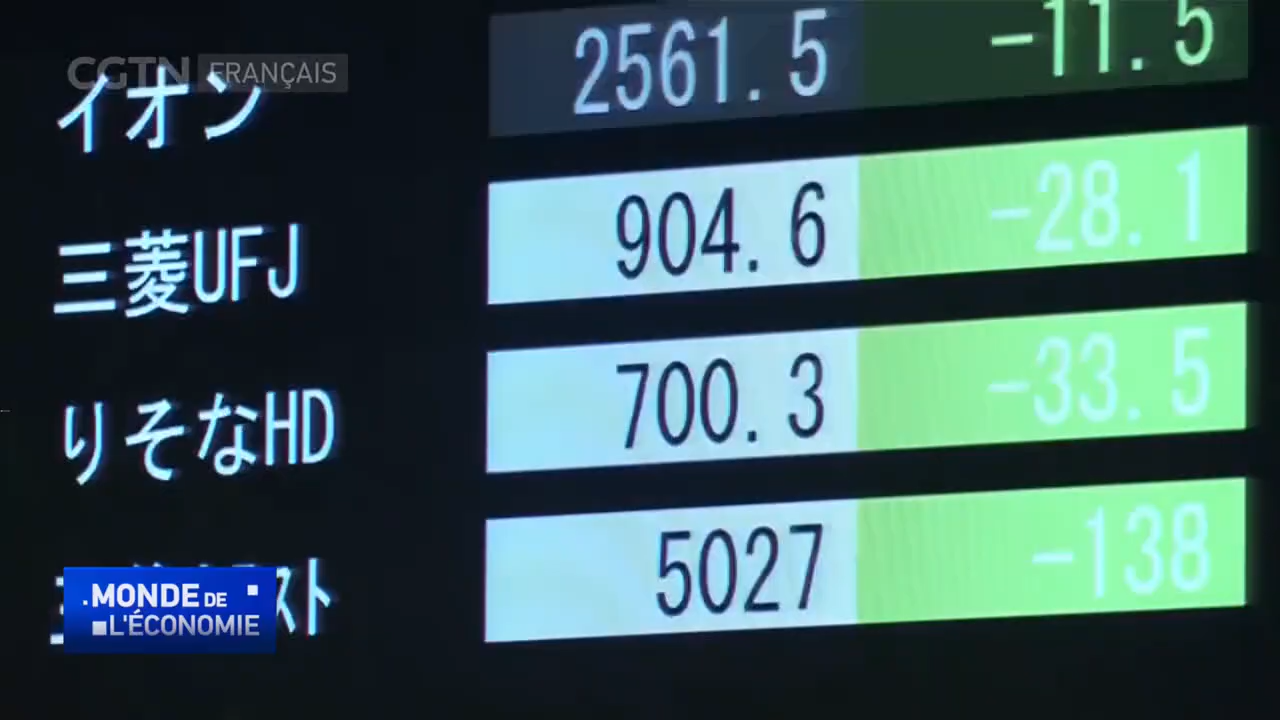 CGTN FRANÇAIS
イオン 2561.5 -11.5
三菱UFJ 904.6 -28.1
りそなHD 700.3 -33.5
5027 -138
MONDE DE
L'ÉCONOMIE